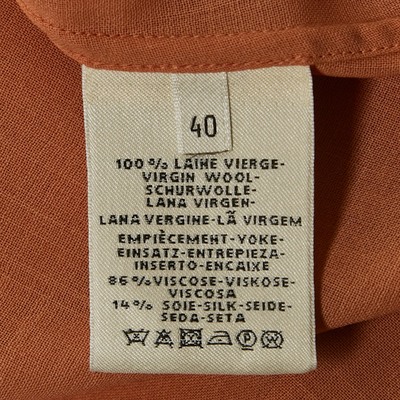 40
100% LAINE VIERGE-
VIRGIN WOOL-
SCHURWOLLE-
LANA VIRGEN-
LANA VERGINE-LÃ VIRGEM
EMPIÈCEMENT-YOKE-
EINSATZ-ENTREPIEZA-
INSERTO-ENCAIXE
86%VISCOSE-VISKOSE-
VISCOSA
14% SOIE-SILK-SEIDE-
SEDA-SETA
P